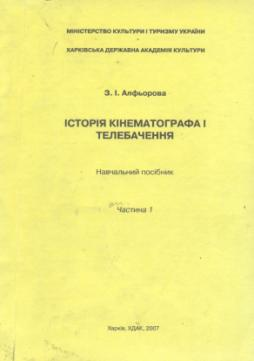 МІНІСТЕРСТВО КУЛЬТУРИ І ТУРИЗМУ УКРАЇНИ
ХАРКІВСЬКА ДЕРЖАВНА АКАДЕМІЯ КУЛЬТУРИ
З. І. Алфьорова
ІСТОРІЯ КІНЕМАТОГРАФА І
ТЕЛЕБАЧЕННЯ
Навчальний посібник
Частина 1
Харків, ХДАК, 2007